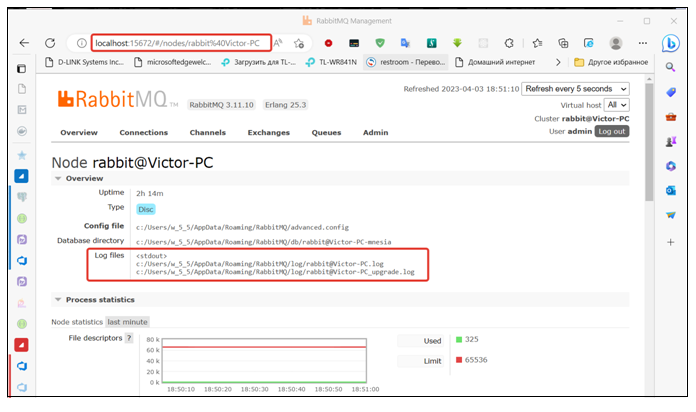 RabbitMQ Management
localhost:15672/#/nodes/rabbit%40Victor-PC
D-LINK Systems Inc... microsoftedgewelc... Загрузить для TL-... TL-WR841N restroom - Перево... Домашний интернет Другое избранное
Refreshed 2023-04-03 18:51:10 Refresh every 5 seconds
RabbitMQ TM RabbitMQ 3.11.10 Erlang 25.3
Virtual host All
Cluster rabbit@Victor-PC
User admin Log out
Overview Connections Channels Exchanges Queues Admin
Node rabbit@Victor-PC
Overview
Uptime 2h 14m
Type Disc
Config file c:/Users/w_5_5/AppData/Roaming/RabbitMQ/advanced.config
Database directory c:/Users/w_5_5/AppData/Roaming/RabbitMQ/db/rabbit@Victor-PC-mnesia
Log files <stdout>
c:/Users/w_5_5/AppData/Roaming/RabbitMQ/log/rabbit@Victor-PC.log
c:/Users/w_5_5/AppData/Roaming/RabbitMQ/log/rabbit@Victor-PC_upgrade.log
Process statistics
Node statistics last minute
File descriptors ?
80 k
60 k
40 k
20 k
0 k
18:50:10 18:50:20 18:50:30 18:50:40 18:50:50 18:51:00
Used 325
Limit 65536